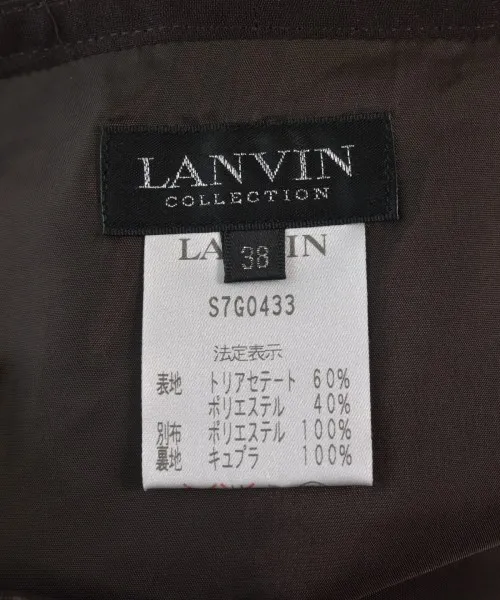 LANVIN
COLLECTION
LANVIN
38
S7G0433
法定表示
表地 トリアセテート 60%
ポリエステル 40%
別布 ポリエステル 100%
裏地 キュプラ 100%